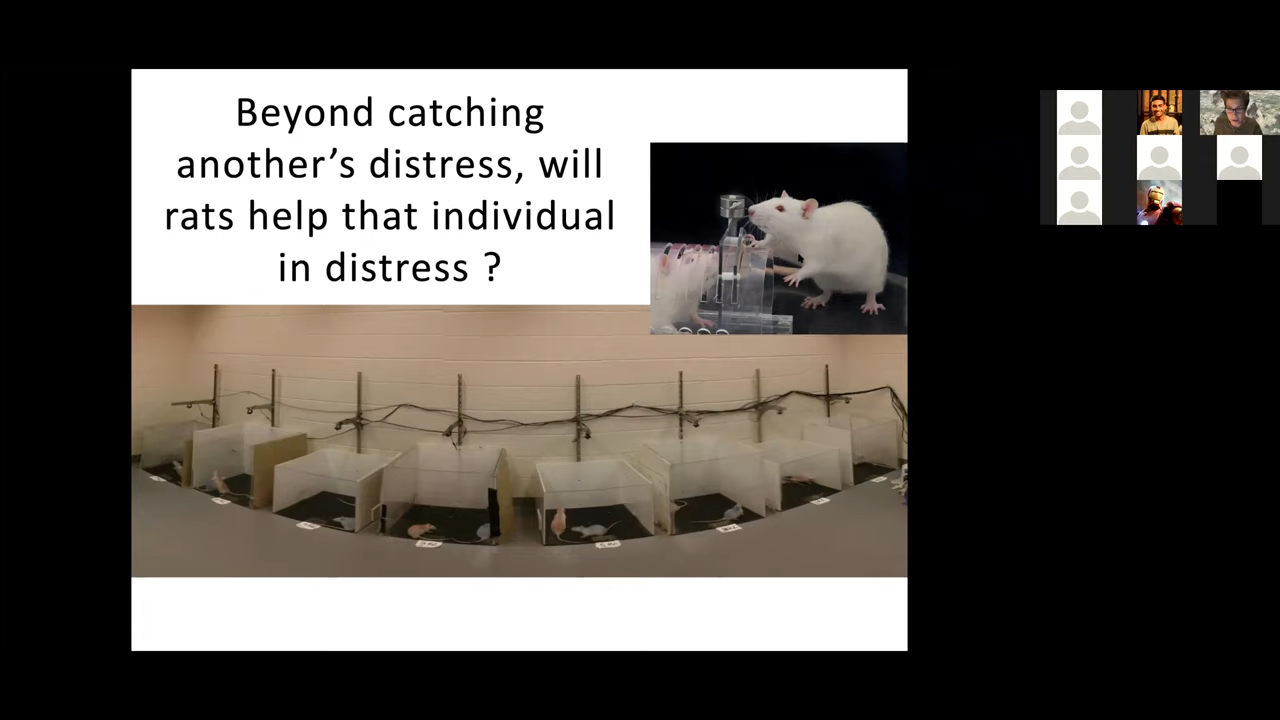 Beyond catching
another’s distress, will
rats help that individual
in distress ?